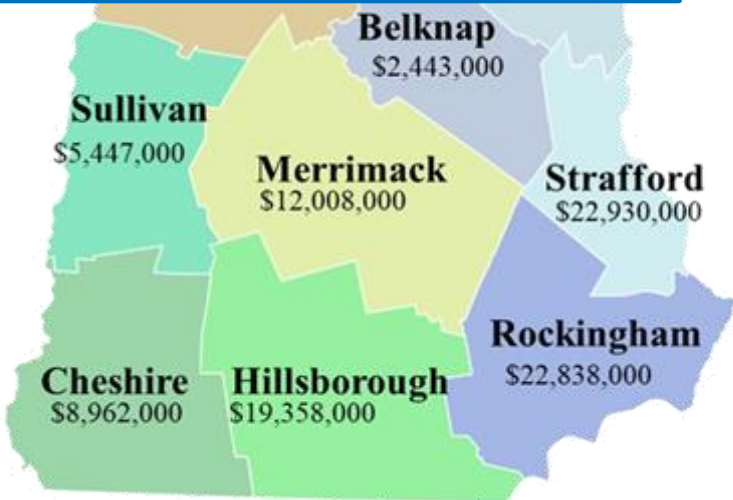 Belknap
$2,443,000
Sullivan
$5,447,000
Merrimack
$12,008,000
Strafford
$22,930,000
Rockingham
$22,838,000
Cheshire
$8,962,000
Hillsborough
$19,358,000